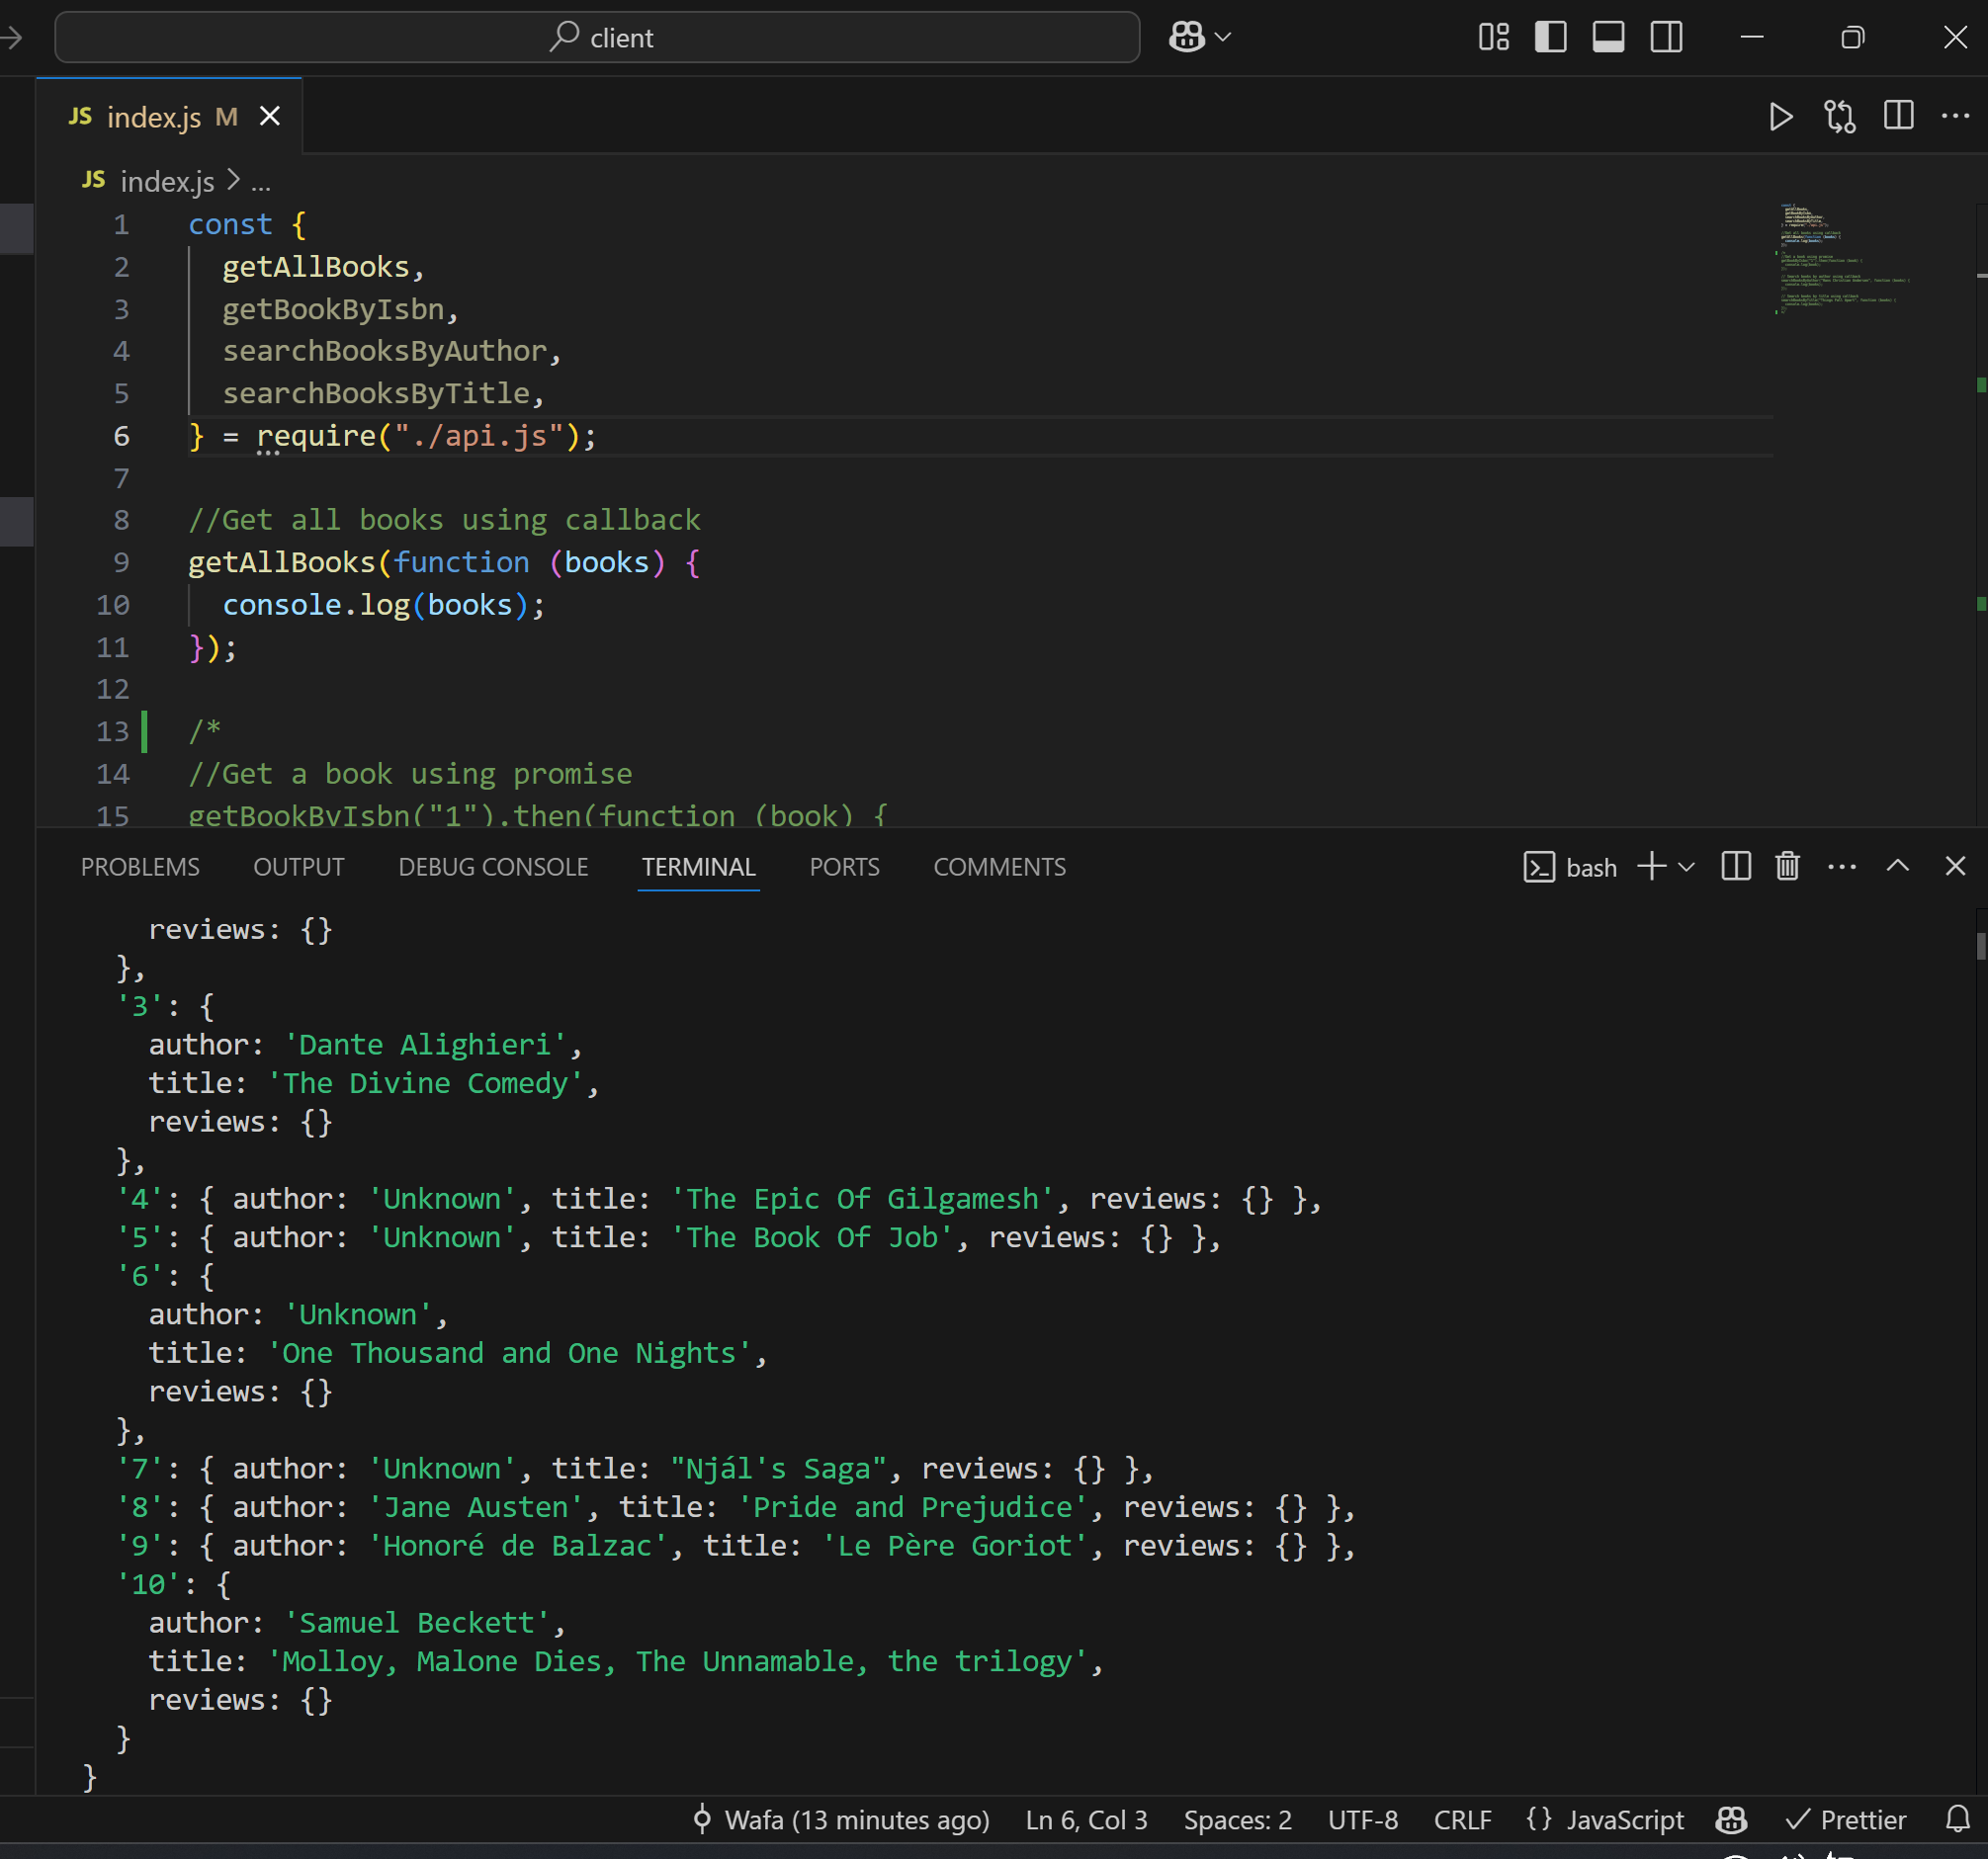 client
JS index.js M
JS index.js > ...
1 const {
2 getAllBooks,
3 getBookByIsbn,
4 searchBooksByAuthor,
5 searchBooksByTitle,
6 } = require("./api.js");
7
8 //Get all books using callback
9 getAllBooks(function (books) {
10 console.log(books);
11 });
12
13 /*
14 //Get a book using promise
15 getBookByIsbn("1").then(function (book) {
PROBLEMS OUTPUT DEBUG CONSOLE TERMINAL PORTS COMMENTS bash
reviews: {}
},
'3': {
author: 'Dante Alighieri',
title: 'The Divine Comedy',
reviews: {}
},
'4': { author: 'Unknown', title: 'The Epic Of Gilgamesh', reviews: {} },
'5': { author: 'Unknown', title: 'The Book Of Job', reviews: {} },
'6': {
author: 'Unknown',
title: 'One Thousand and One Nights',
reviews: {}
},
'7': { author: 'Unknown', title: "Njál's Saga", reviews: {} },
'8': { author: 'Jane Austen', title: 'Pride and Prejudice', reviews: {} },
'9': { author: 'Honoré de Balzac', title: 'Le Père Goriot', reviews: {} },
'10': {
author: 'Samuel Beckett',
title: 'Molloy, Malone Dies, The Unnamable, the trilogy',
reviews: {}
}
}
Wafa (13 minutes ago) Ln 6, Col 3 Spaces: 2 UTF-8 CRLF {} JavaScript Prettier